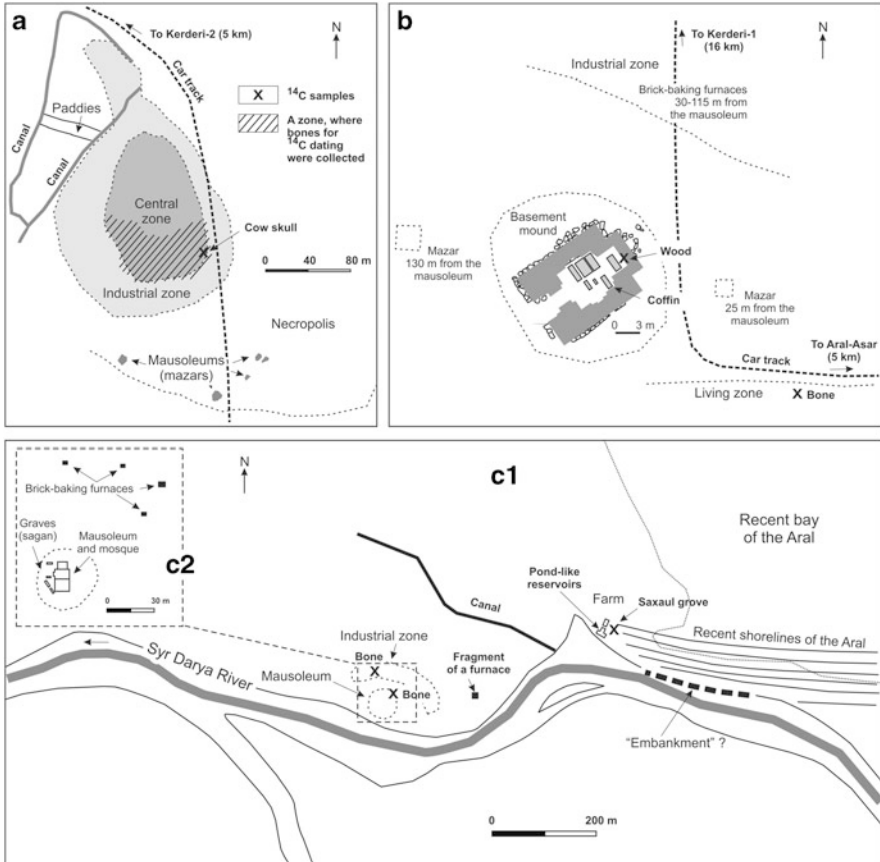 a
N
To Kerderi-2 (5 km)
Car track
X ¹⁴C samples
A zone, where
bones for
¹⁴C dating
were collected
Paddies
Canal
Canal
Central
zone
X
Cow skull
0 40 80 m
Industrial zone
Necropolis
Mausoleums
(mazars)
b
To Kerderi-1
(16 km)
N
Industrial zone
Brick-baking furnaces
30-115 m from
the mausoleum
Basement
mound
Mazar
130 m from the
mausoleum
X
Wood
Coffin
0 3 m
Mazar
25 m from the
mausoleum
To Aral-Asar
(5 km)
Car track
Living zone
X Bone
c1
N
Brick-baking furnaces
Graves
(sagan)
Mausoleum
and mosque
c2
0 30 m
Recent bay
of the Aral
Pond-like
reservoirs
Farm
X
Saxaul grove
Canal
Recent shorelines of the Aral
Syr Darya River
Industrial zone
Bone
X
Mausoleum
X Bone
Fragment
of a furnace
"Embankment" ?
0 200 m